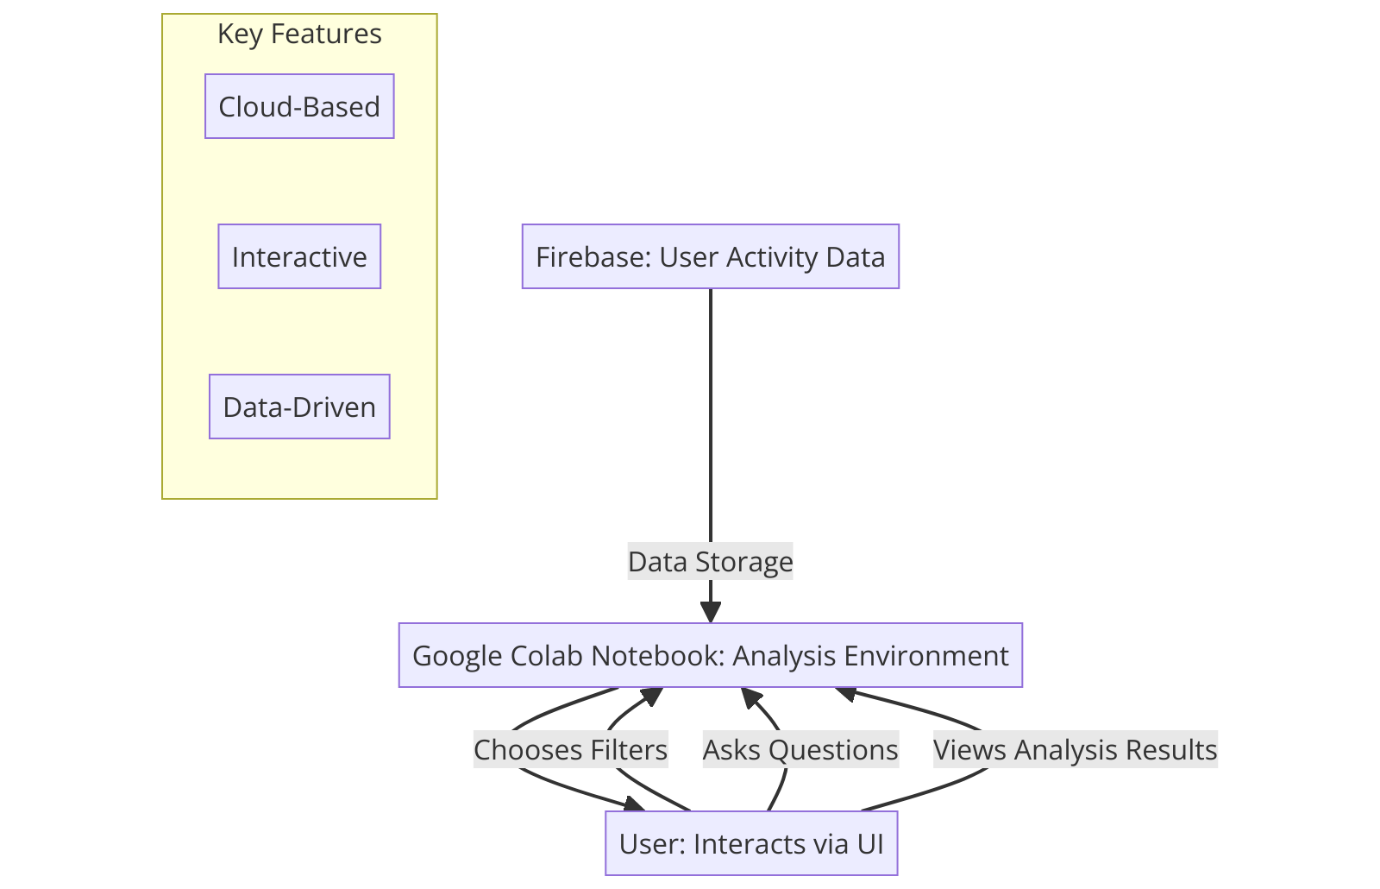 Key Features
Cloud-Based
Interactive
Data-Driven
Firebase: User Activity Data
Data Storage
Google Colab Notebook: Analysis Environment
Chooses Filters
Asks Questions
Views Analysis Results
User: Interacts via UI